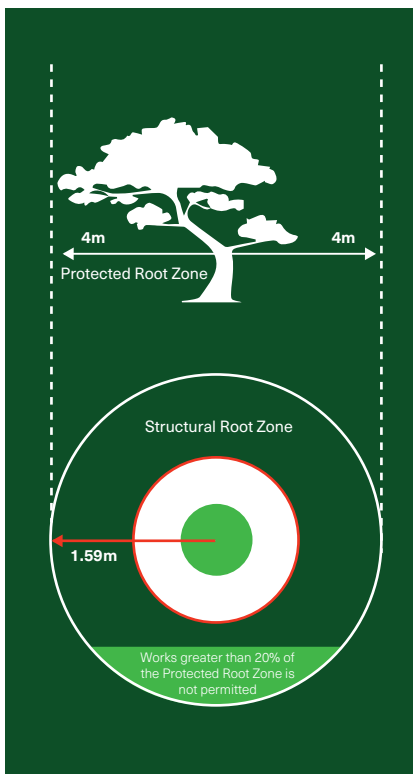 4m
4m
Protected Root Zone
Structural Root Zone
1.59m
Works greater than 20% of
the Protected Root Zone is
not permitted